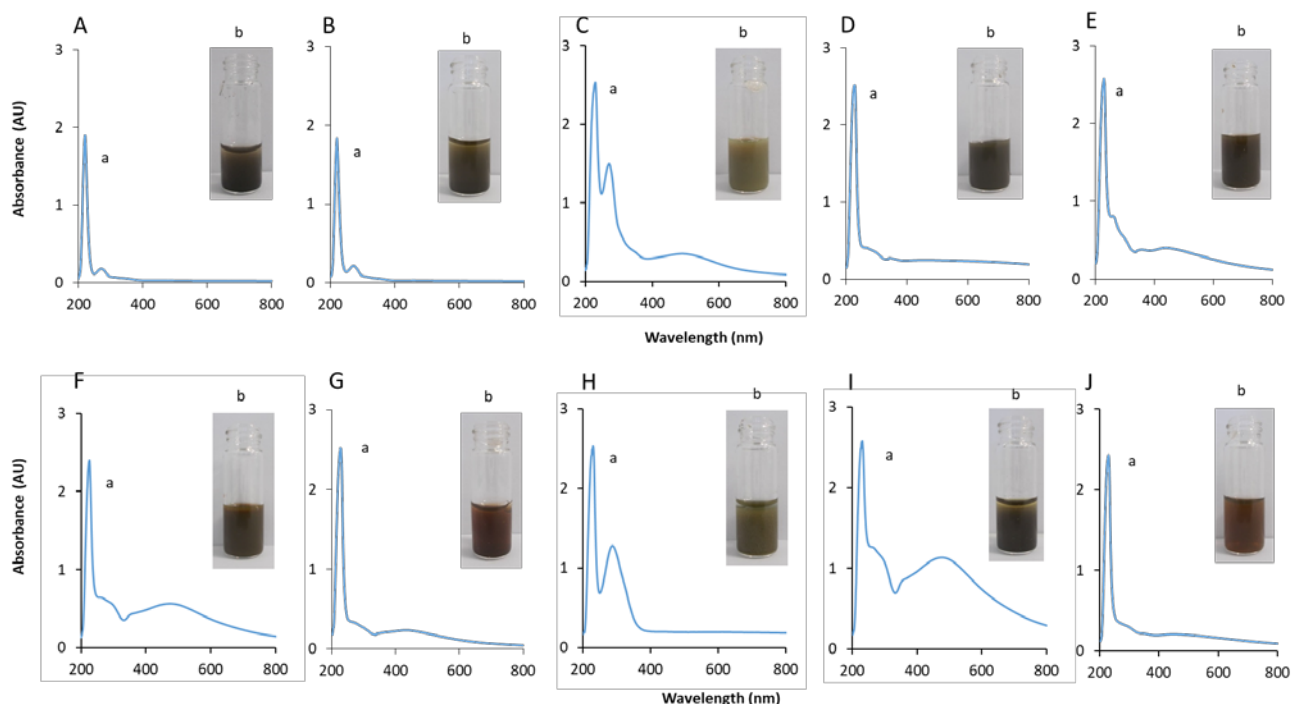 A b B b C b D b E b
3 3 3 3 3
a a a a a
2 2 2 2 2
1 1 1 1 1
0 0 0 0 0
200 400 600 800 200 400 600 800 200 400 600 800 200 400 600 800 200 400 600 800
Absorbance (AU)
Wavelength (nm)
F b G b H b I b J b
3 3 3 3 3
a a a a a
2 2 2 2 2
1 1 1 1 1
0 0 0 0 0
200 400 600 800 200 400 600 800 200 400 600 800 200 400 600 800 200 400 600 800
Absorbance (AU)
Wavelength (nm)